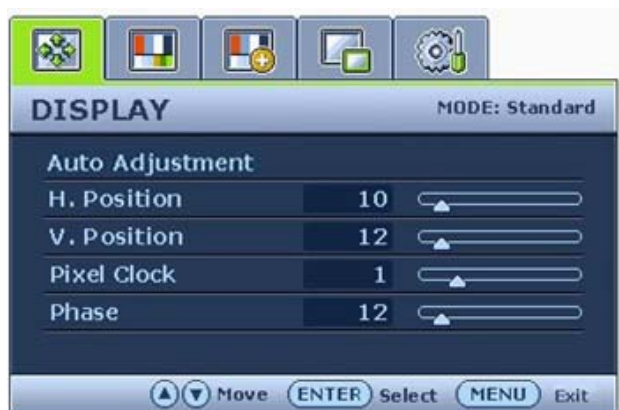 DISPLAY MODE: Standard
Auto Adjustment
H. Position 10
V. Position 12
Pixel Clock 1
Phase 12
Move ENTER Select MENU Exit